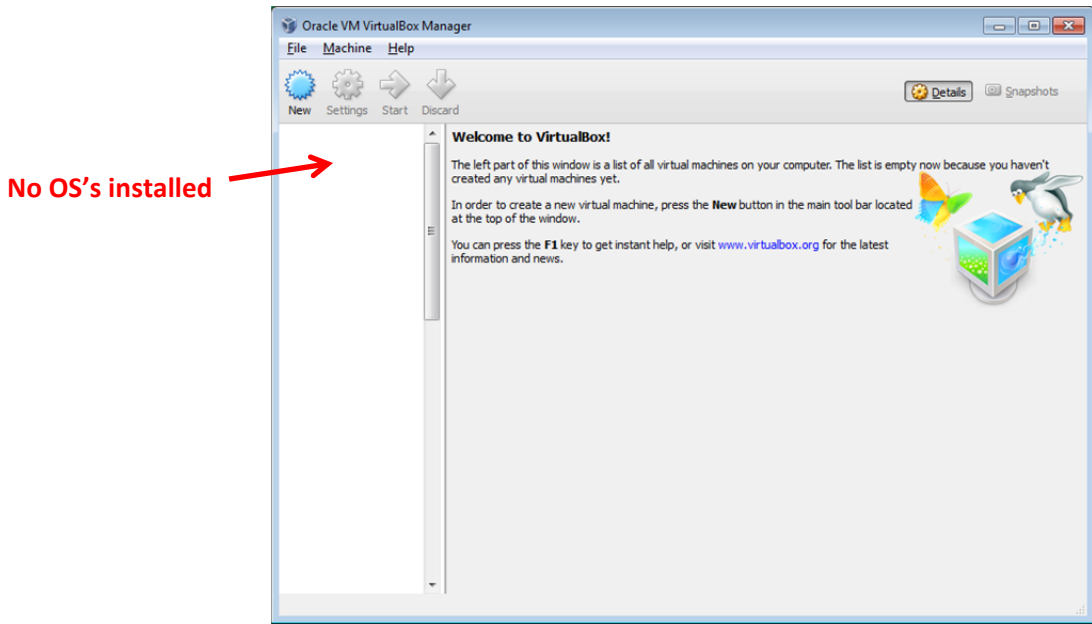 Oracle VM VirtualBox Manager
File Machine Help
New Settings Start Discard
Details Snapshots
No OS’s installed
Welcome to VirtualBox!
The left part of this window is a list of all virtual machines on your computer. The list is empty now because you haven't
created any virtual machines yet.
In order to create a new virtual machine, press the New button in the main tool bar located
at the top of the window.
You can press the F1 key to get instant help, or visit www.virtualbox.org for the latest
information and news.